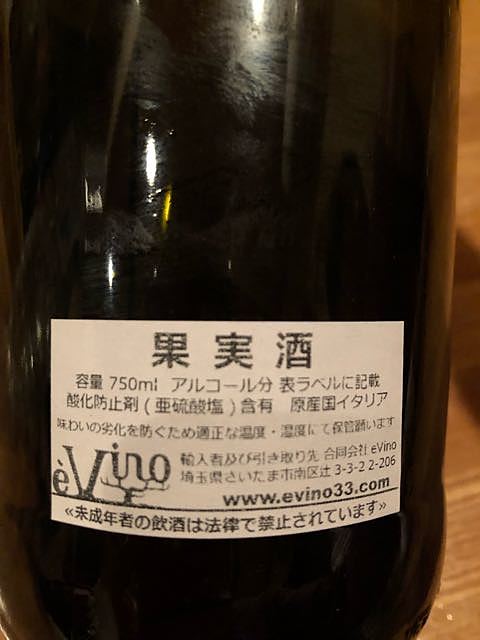 果実酒
容量 750ml アルコール分 表ラベルに記載
酸化防止剤(亜硫酸塩)含有 原産国イタリア
味わいの劣化を防ぐため適正な温度・湿度にて保管願います
èVino
輸入者及び引き取り先 合同会社 èVino
埼玉県さいたま市南区辻 3-3-2 2-206
www.evino33.com
«未成年者の飲酒は法律で禁止されています»